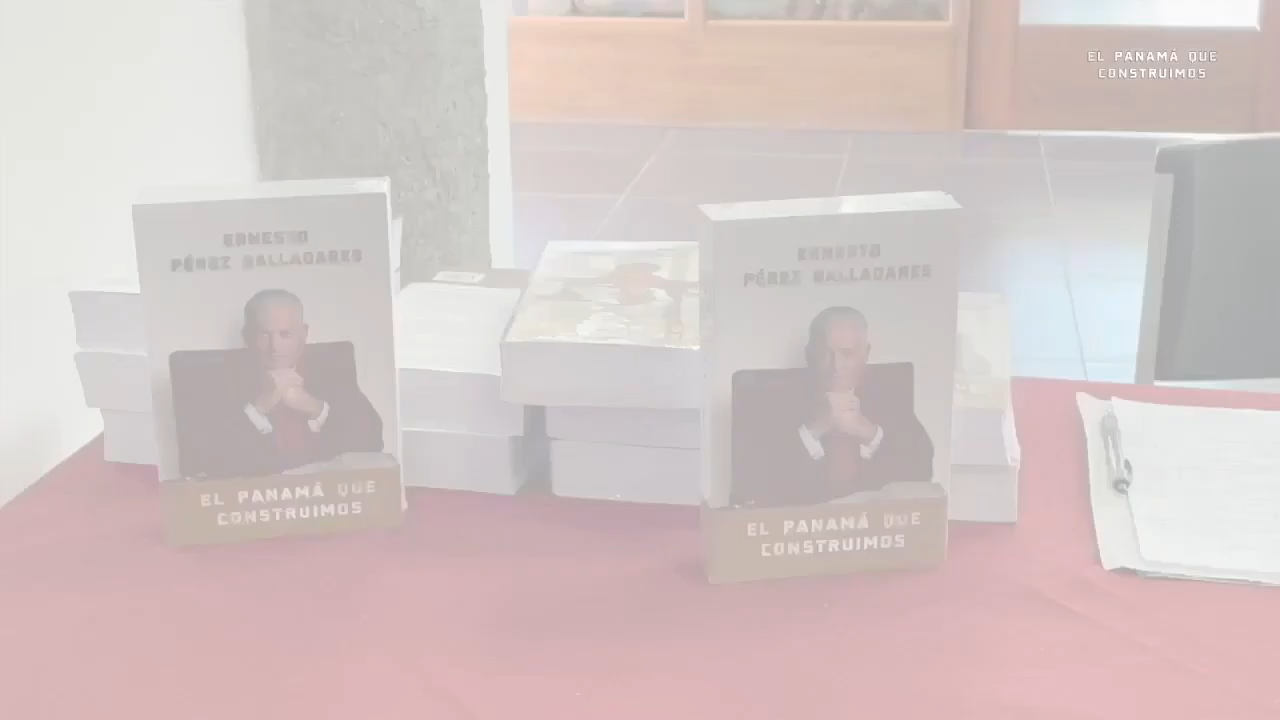 EL PANAMÁ QUE
CONSTRUIMOS
ERNESTO
PÉREZ BALLADARES
EL PANAMÁ QUE
CONSTRUIMOS
ERNESTO
PÉREZ BALLADARES
EL PANAMÁ QUE
CONSTRUIMOS